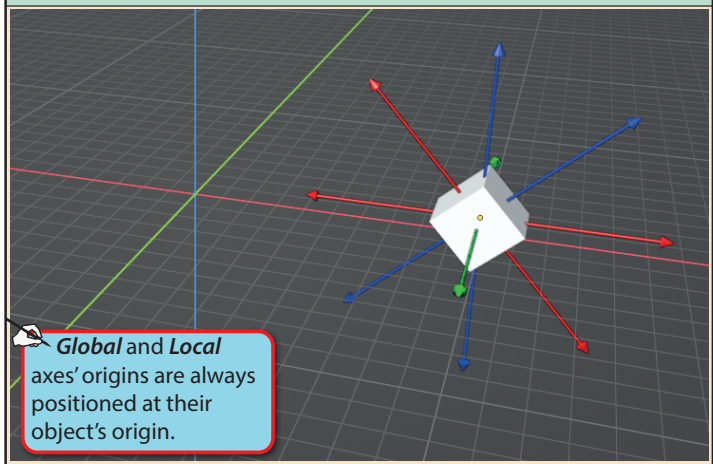 Global and Local
axes' origins are always
positioned at their
object's origin.